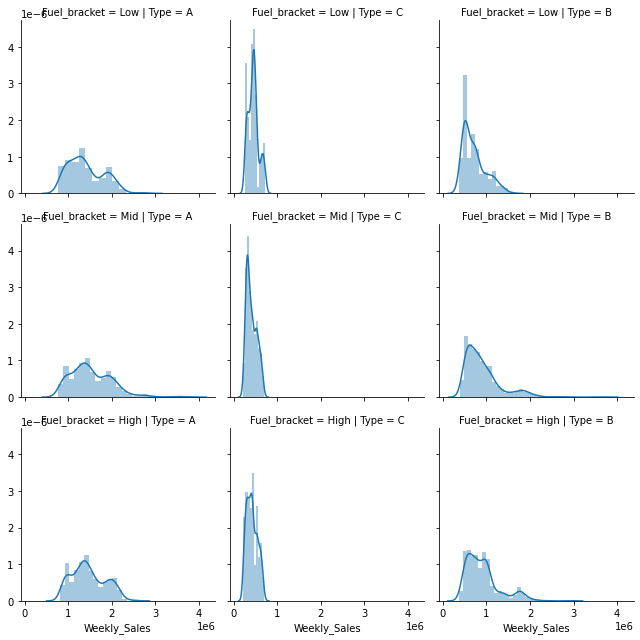 Fuel_bracket = Low | Type = A
Fuel_bracket = Low | Type = C
Fuel_bracket = Low | Type = B
1e−6
4
3
2
1
0
Fuel_bracket = Mid | Type = A
Fuel_bracket = Mid | Type = C
Fuel_bracket = Mid | Type = B
1e−6
4
3
2
1
0
Fuel_bracket = High | Type = A
Fuel_bracket = High | Type = C
Fuel_bracket = High | Type = B
1e−6
4
3
2
1
0
0 1 2 3 4
1e6
Weekly_Sales
0 1 2 3 4
1e6
Weekly_Sales
0 1 2 3 4
1e6
Weekly_Sales